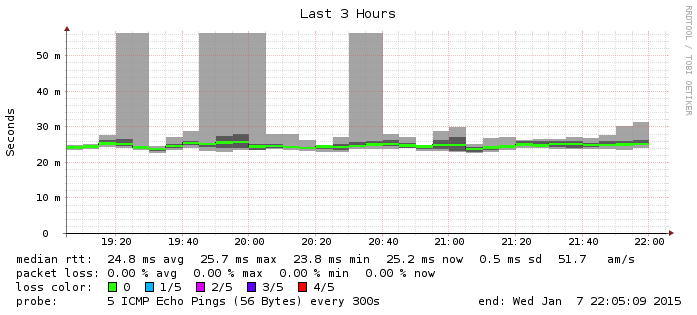 Last 3 Hours
RRDTOOL / TOBI OETIKER
Seconds
50 m
40 m
30 m
20 m
10 m
0
19:20 19:40 20:00 20:20 20:40 21:00 21:20 21:40 22:00
median rtt: 24.8 ms avg 25.7 ms max 23.8 ms min 25.2 ms now 0.5 ms sd 51.7 am/s
packet loss: 0.00 % avg 0.00 % max 0.00 % min 0.00 % now
loss color: 0 1/5 2/5 3/5 4/5
probe: 5 ICMP Echo Pings (56 Bytes) every 300s end: Wed Jan 7 22:05:09 2015